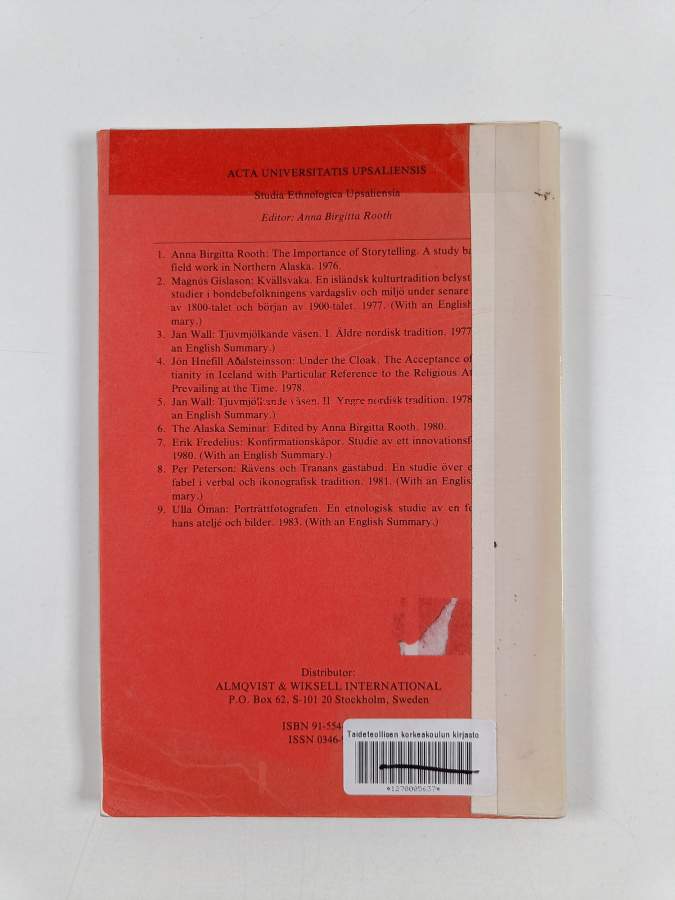 ACTA UNIVERSITATIS UPSALIENSIS
Studia Ethnologica Upsaliensia
Editor: Anna Birgitta Rooth
1. Anna Birgitta Rooth: The Importance of Storytelling. A study
field work in Northern Alaska. 1976.
2. Magnús Gíslason: Kvällsvaka. En isländsk kulturtradition belyst
studier i bondebefolkningens vardagsliv och miljö under senare
av 1800-talet och början av 1900-talet. 1977. (With an English
mary.)
3. Jan Wall: Tjuvmjölkande väsen. I. Äldre nordisk tradition. 1977
an English Summary.)
4. Jón Hnefill Aðalsteinsson: Under the Cloak. The Acceptance of
tianity in Iceland with Particular Reference to the Religious
Prevailing at the Time. 1978.
5. Jan Wall: Tjuvmjölkande väsen. II. Yngre nordisk tradition. 1978
an English Summary.)
6. The Alaska Seminar: Edited by Anna Birgitta Rooth. 1980.
7. Erik Fredelius: Konfirmationskåpor. Studie av ett innovationsf
1980. (With an English Summary.)
8. Per Peterson: Rävens och Tranans gästabud. En studie över
fabel i verbal och ikonografisk tradition. 1981. (With an Englis
mary.)
9. Ulla Öman: Porträttfotografen. En etnologisk studie av en
hans ateljé och bilder. 1983. (With an English Summary.)
Distributor:
ALMQVIST & WIKSELL INTERNATIONAL
P.O. Box 62, S-101 20 Stockholm, Sweden
ISBN 91-554
ISSN 0346-
Taideteollisen korkeakoulun kirjasto
*1270005637*